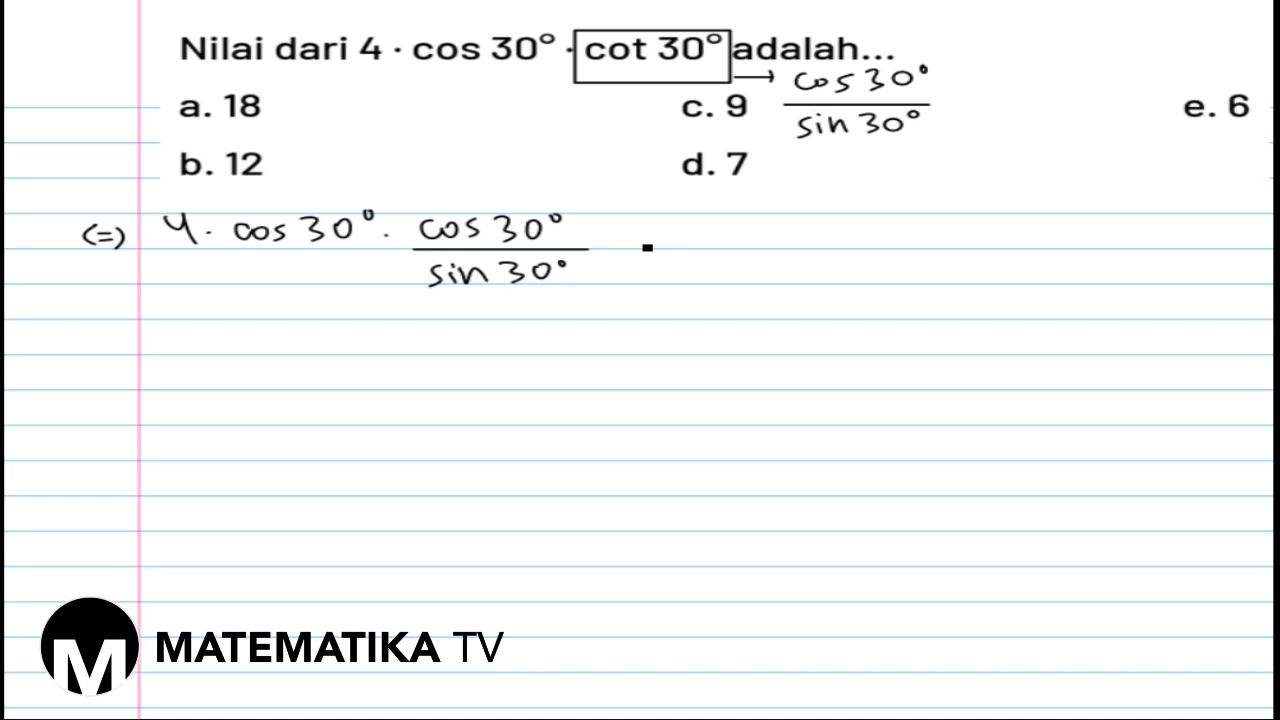 Nilai dari 4 · cos 30° · cot 30° adalah...
→ cos 30°
sin 30°
a. 18 c. 9 e. 6
b. 12 d. 7
(=) 4 · cos 30° · cos 30°
sin 30°
M MATEMATIKA TV